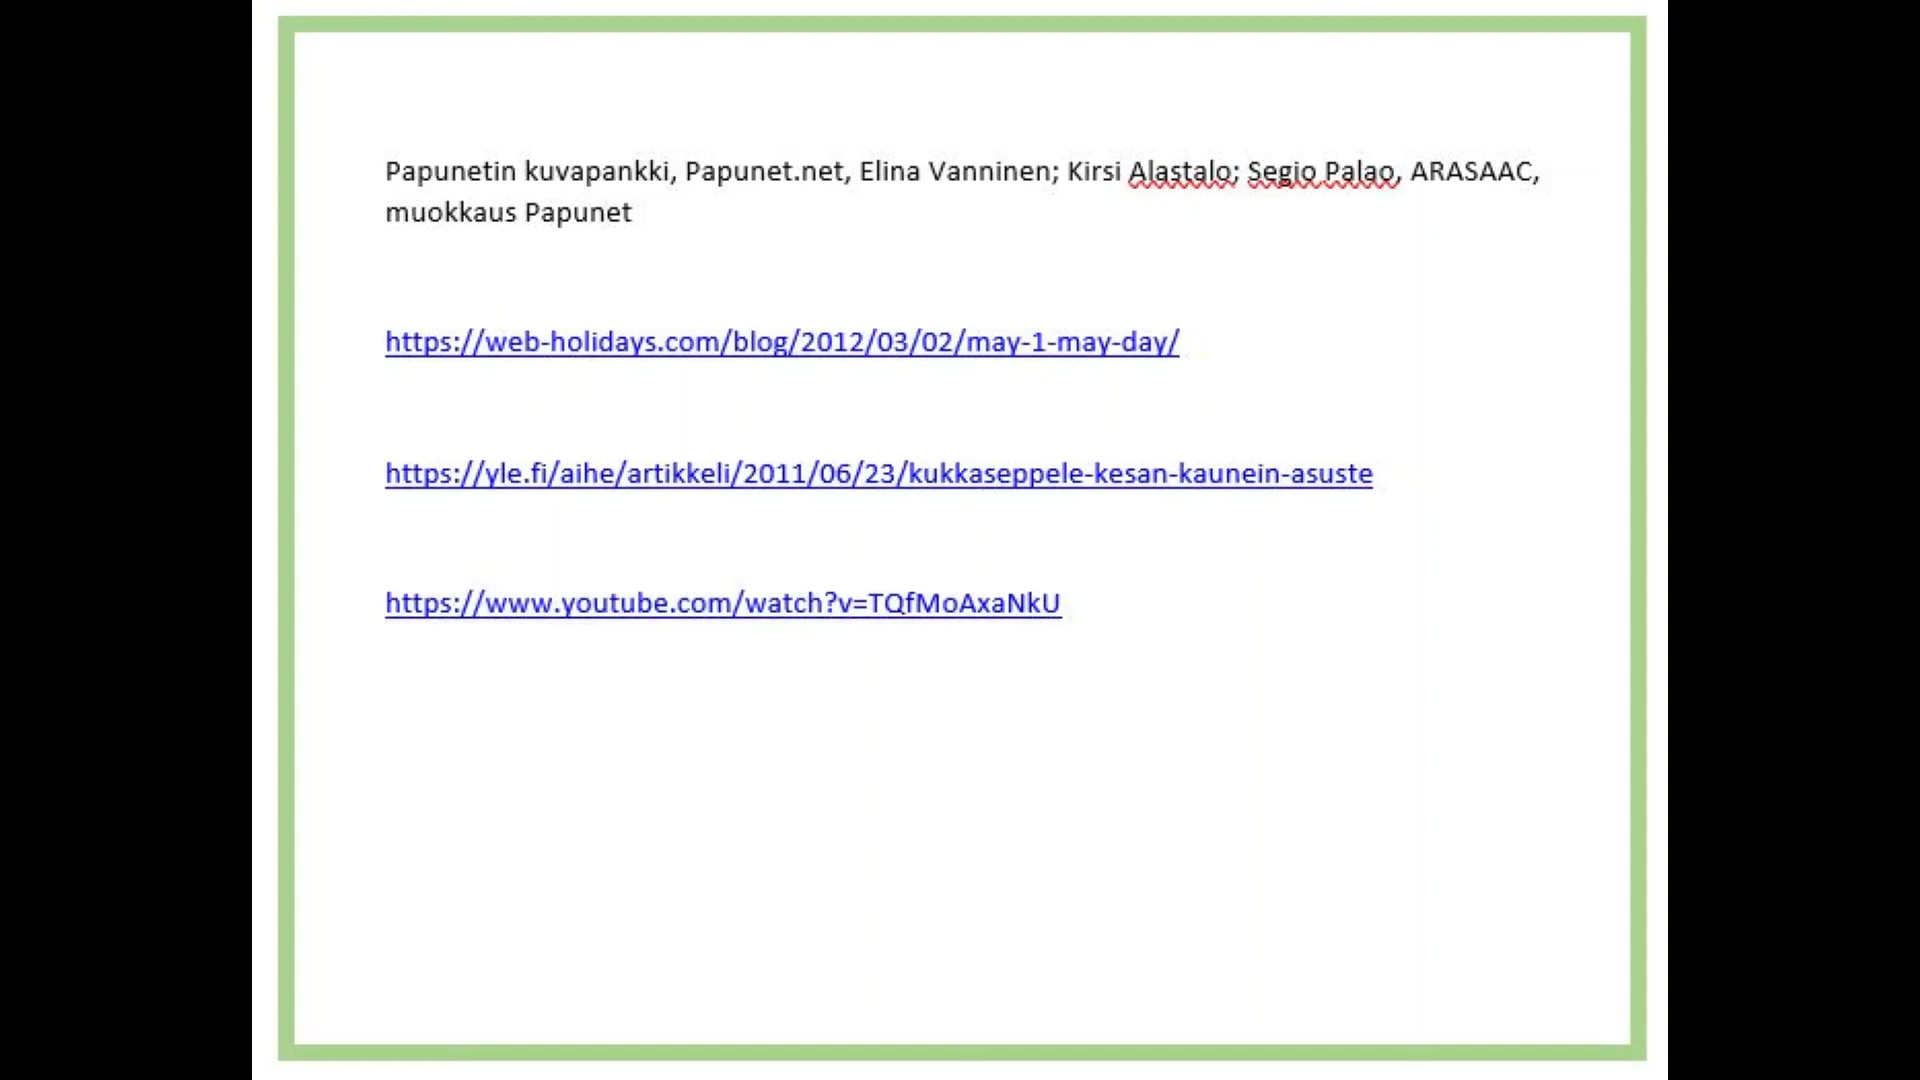 Papunetin kuvapankki, Papunet.net, Elina Vanninen; Kirsi Alastalo; Segio Palao, ARASAAC,
muokkaus Papunet
https://web-holidays.com/blog/2012/03/02/may-1-may-day/
https://yle.fi/aihe/artikkeli/2011/06/23/kukkaseppele-kesan-kaunein-asuste
https://www.youtube.com/watch?v=TQfMoAxaNkU